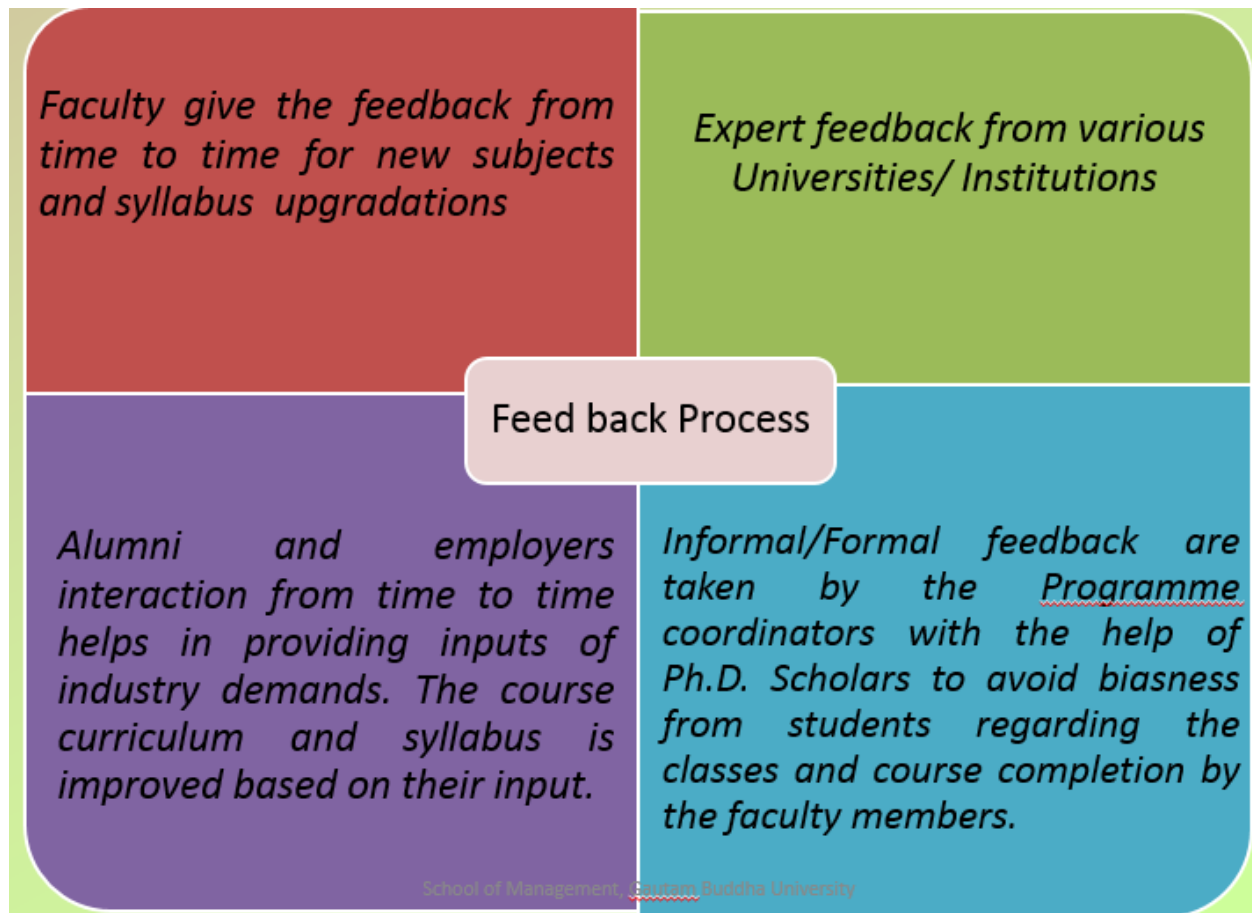 Faculty give the feedback from
time to time for new subjects
and syllabus upgradations
Expert feedback from various
Universities/ Institutions
Feed back Process
Alumni and employers
interaction from time to time
helps in providing inputs of
industry demands. The course
curriculum and syllabus is
improved based on their input.
Informal/Formal feedback are
taken by the Programme
coordinators with the help of
Ph.D. Scholars to avoid biasness
from students regarding the
classes and course completion by
the faculty members.
School of Management, Gautam Buddha University